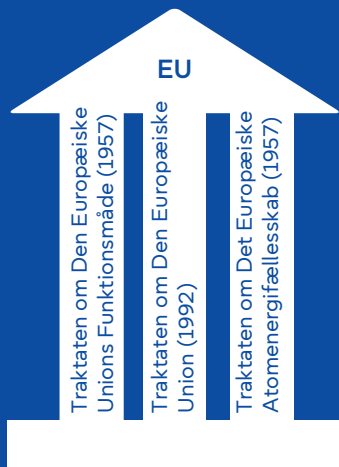 EU
Traktaten om Den Europæiske
Unions Funktionsmåde (1957)
Traktaten om Den Europæiske
Union (1992)
Traktaten om Det Europæiske
Atomenergifællesskab (1957)